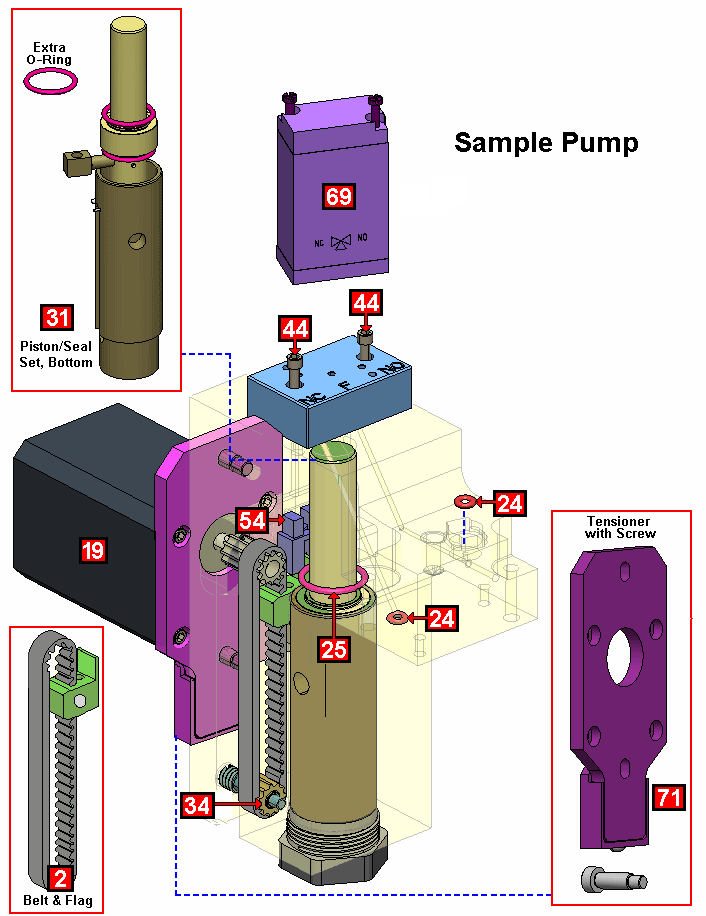 Extra
O-Ring
Sample Pump
69
NC NO
31
Piston/Seal
Set, Bottom
44
44
NC F NO
24
54
19
Tensioner
with Screw
24
25
34
71
2
Belt & Flag